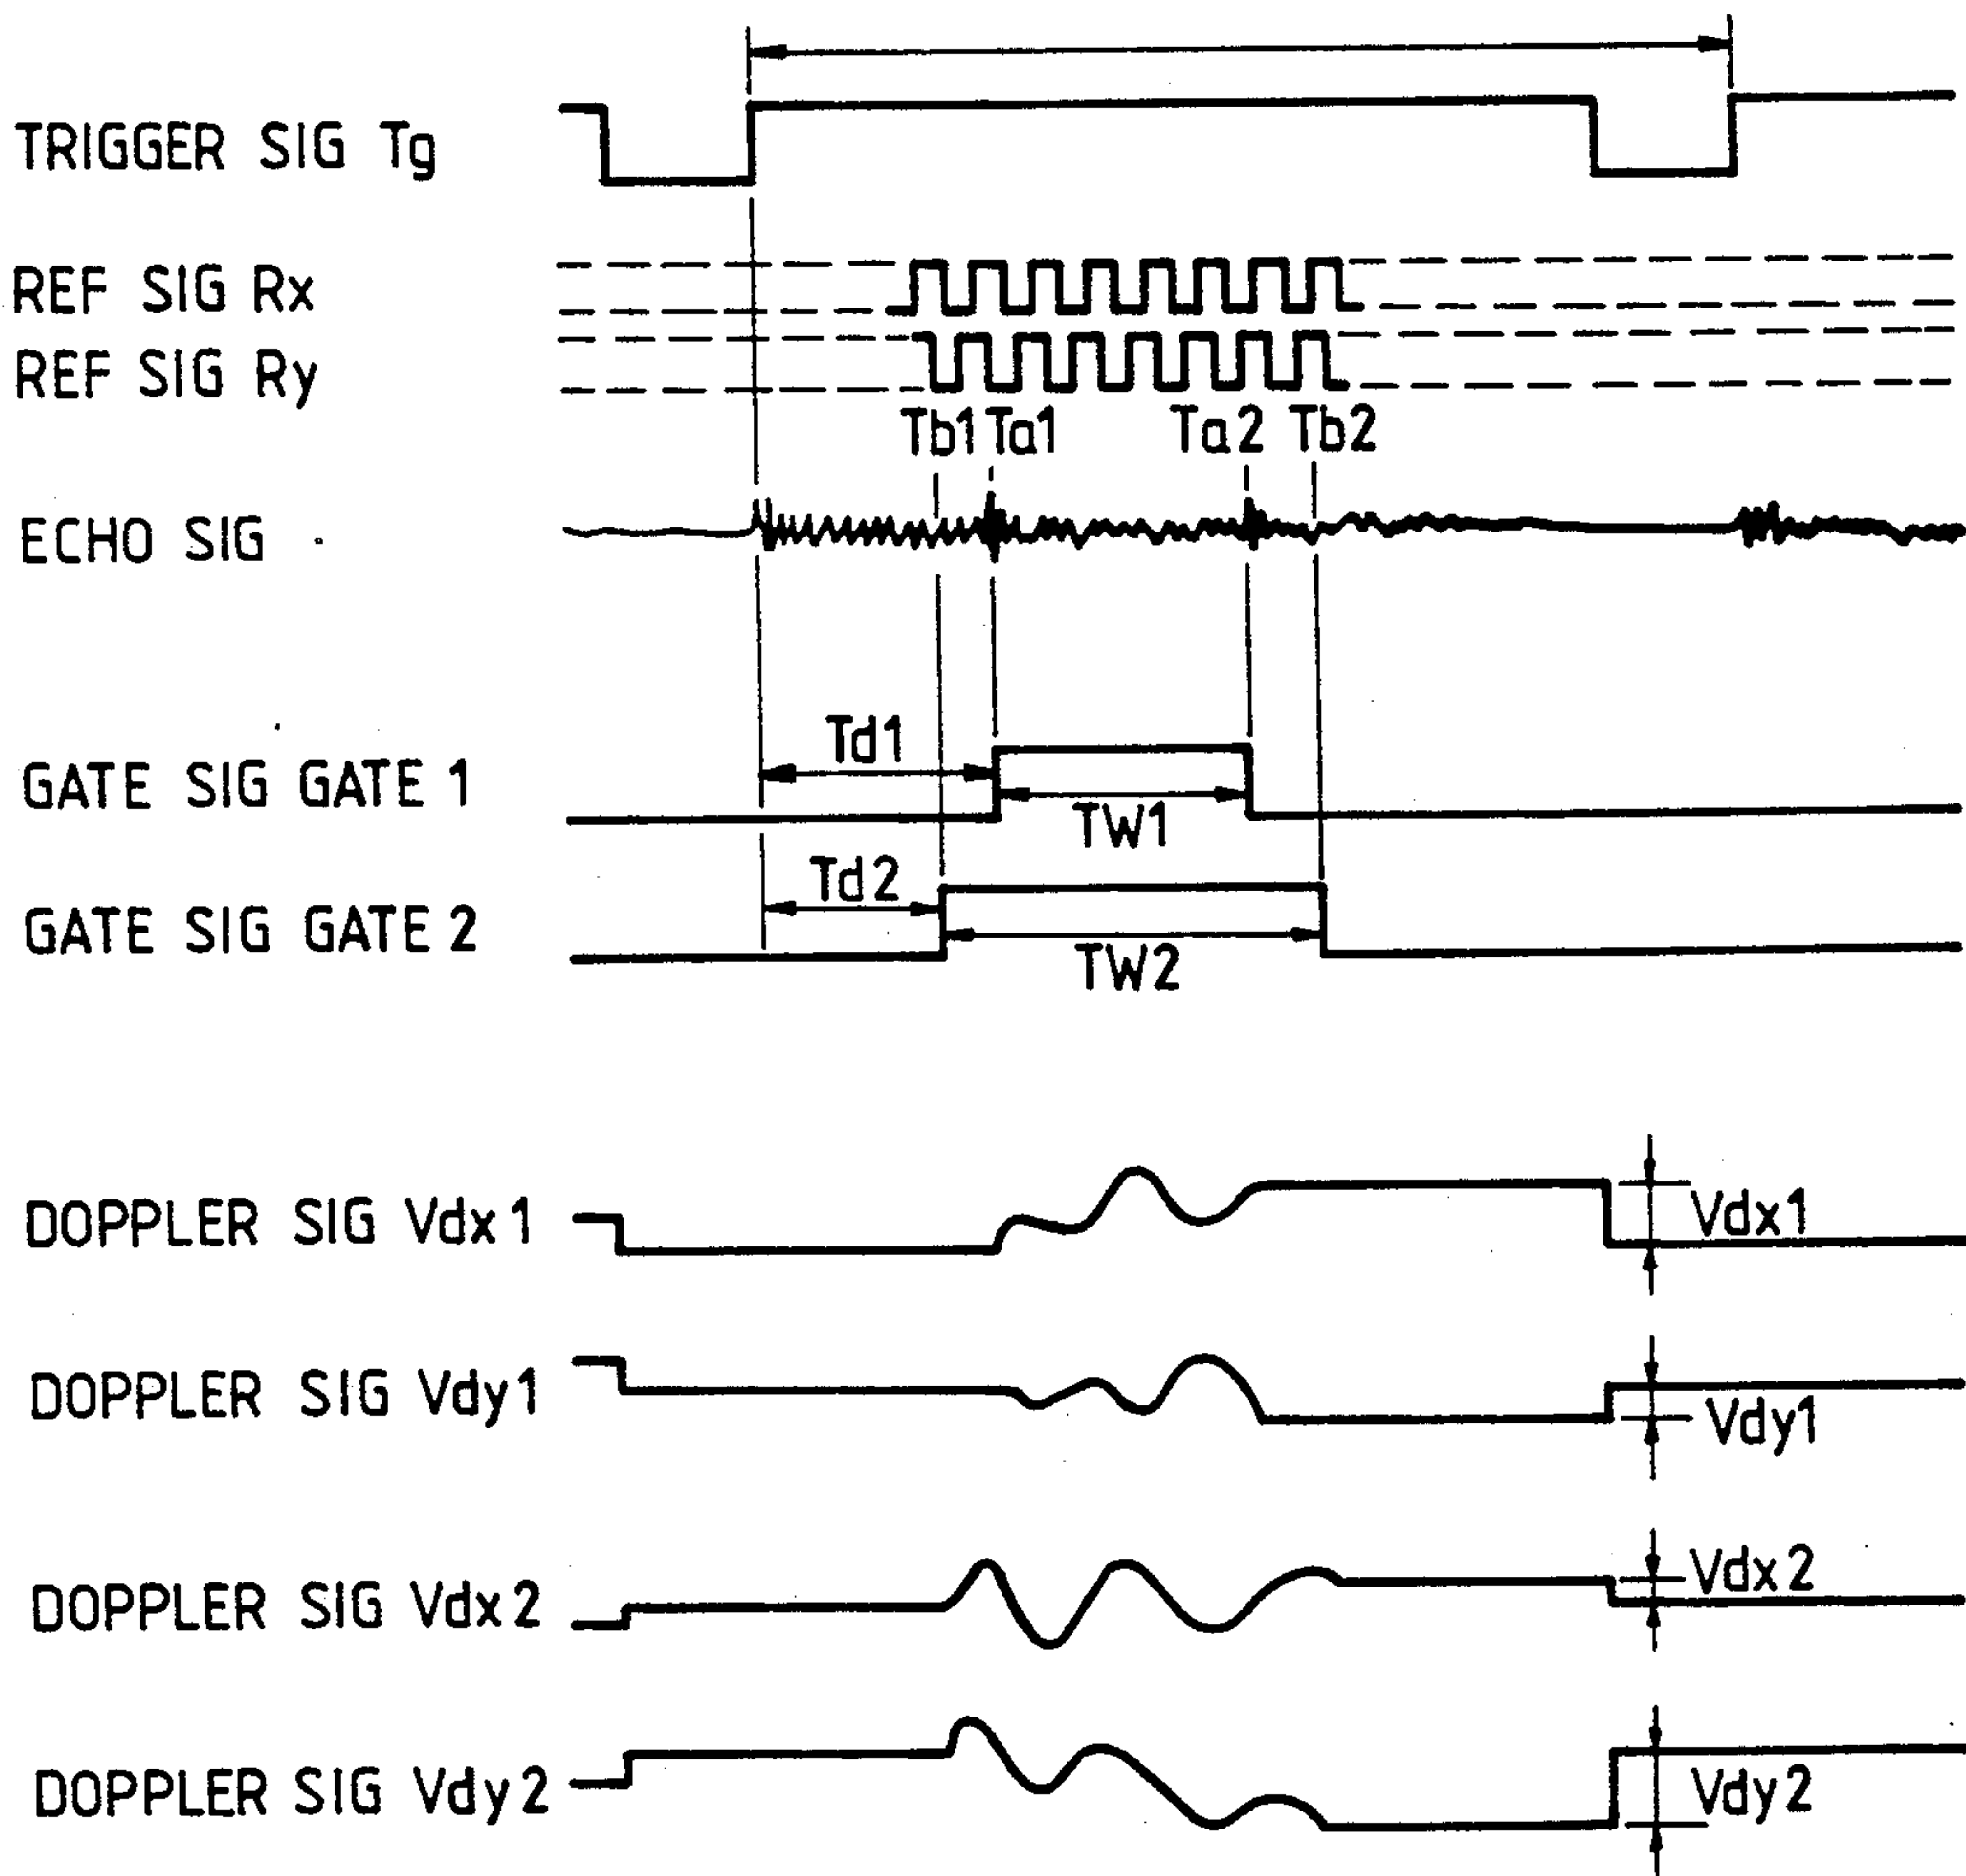 TRIGGER SIG Tg
REF SIG Rx
REF SIG Ry
Tb1 Ta1 Ta2 Tb2
ECHO SIG
Td1
GATE SIG GATE 1
TW1
Td2
GATE SIG GATE 2
TW2
DOPPLER SIG Vdx1
Vdx1
DOPPLER SIG Vdy1
Vdy1
Vdx2
DOPPLER SIG Vdx2
DOPPLER SIG Vdy2
Vdy2